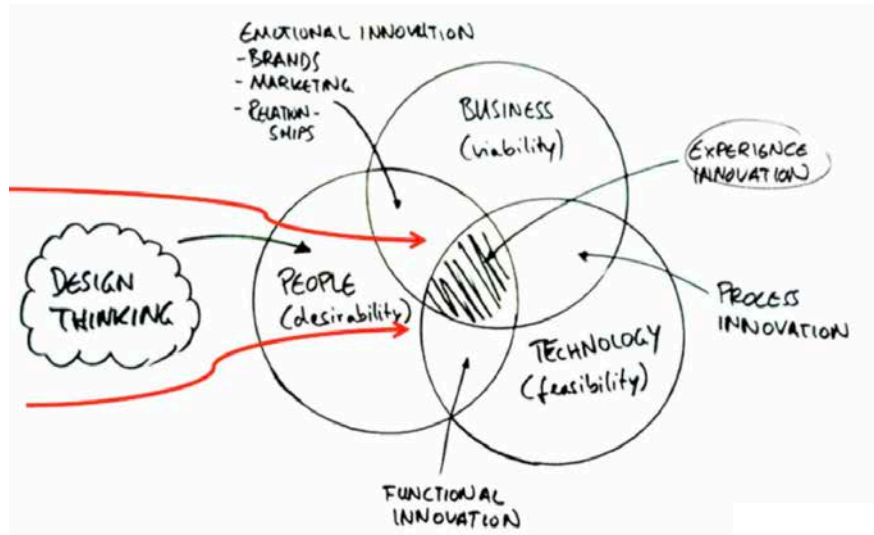 EMOTIONAL INNOVATION
- BRANDS
- MARKETING
- RELATION-
SHIPS
BUSINESS
(viability)
EXPERIENCE
INNOVATION
DESIGN
THINKING
PEOPLE
(desirability)
PROCESS
INNOVATION
TECHNOLOGY
(feasibility)
FUNCTIONAL
INNOVATION